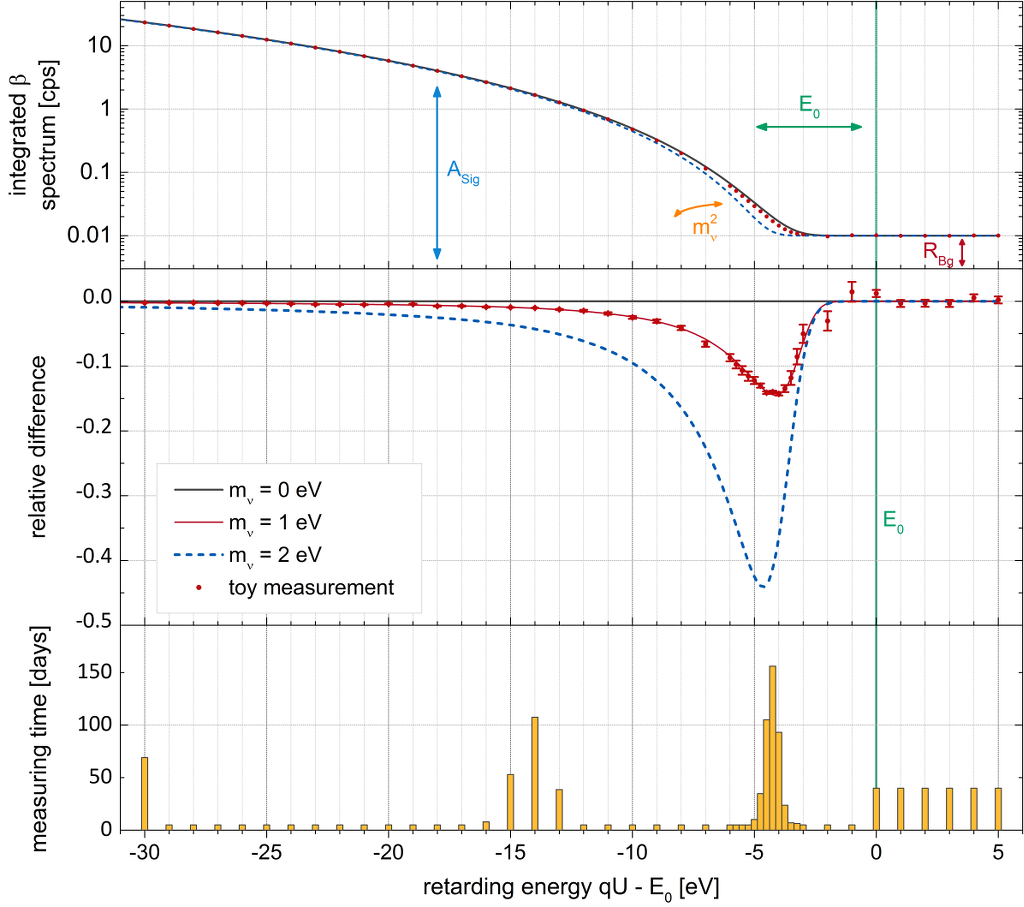 integrated β
spectrum [cps]
10
1
0.1
0.01
A_Sig
m_ν^2
E_0
R_Bg
relative difference
0.0
-0.1
-0.2
-0.3
-0.4
-0.5
m_ν = 0 eV
m_ν = 1 eV
m_ν = 2 eV
toy measurement
E_0
measuring time [days]
150
100
50
0
-30 -25 -20 -15 -10 -5 0 5
retarding energy qU - E_0 [eV]